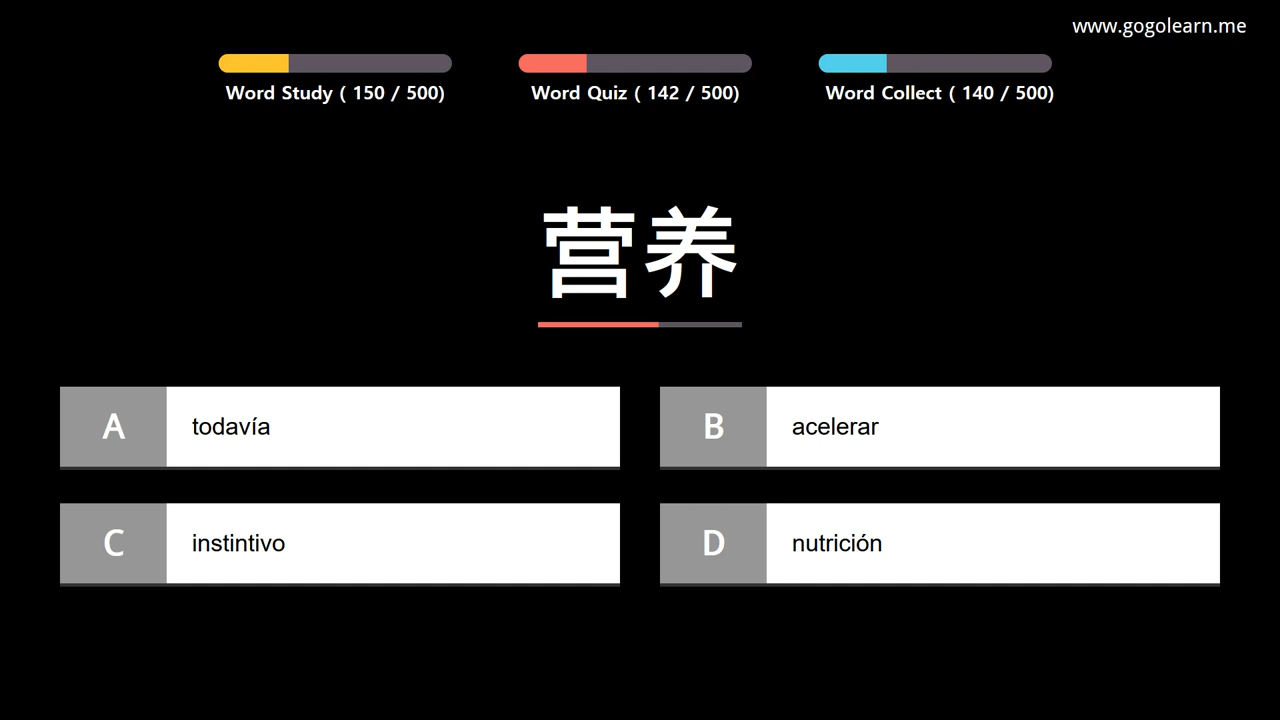 www.gogolearn.me
Word Study ( 150 / 500)
Word Quiz ( 142 / 500)
Word Collect ( 140 / 500)
营养
A todavía
B acelerar
C instintivo
D nutrición